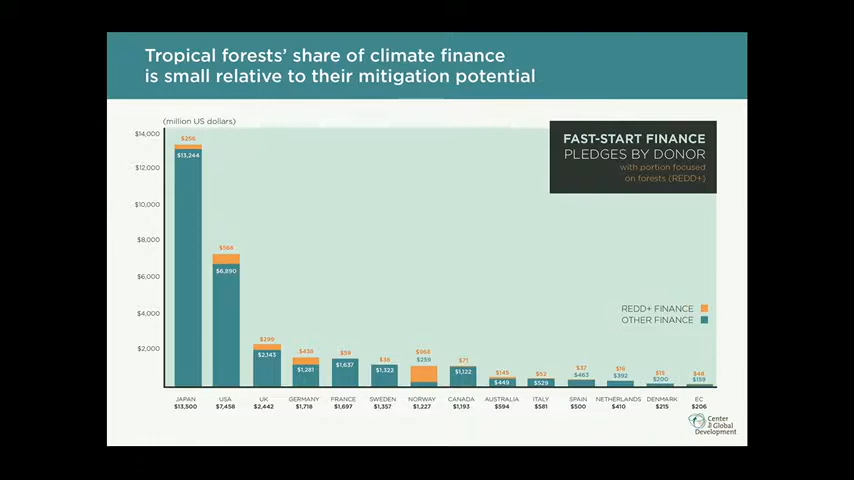 Tropical forests' share of climate finance
is small relative to their mitigation potential
(million US dollars)
FAST-START FINANCE
PLEDGES BY DONOR
with portion focused
on forests (REDD+)
$14,000
$12,000
$10,000
$8,000
$6,000
$4,000
$2,000
$256
$13,244
$568
$6,890
$299
$2,143
$438
$1,281
$59
$1,637
$36
$1,322
$968
$259
$71
$1,122
$145
$449
$52
$529
$37
$463
$18
$392
$15
$200
$48
$159
REDD+ FINANCE
OTHER FINANCE
JAPAN
$13,500
USA
$7,458
UK
$2,442
GERMANY
$1,718
FRANCE
$1,697
SWEDEN
$1,357
NORWAY
$1,227
CANADA
$1,193
AUSTRALIA
$594
ITALY
$581
SPAIN
$500
NETHERLANDS
$410
DENMARK
$215
EC
$206
Center
for Global
Development